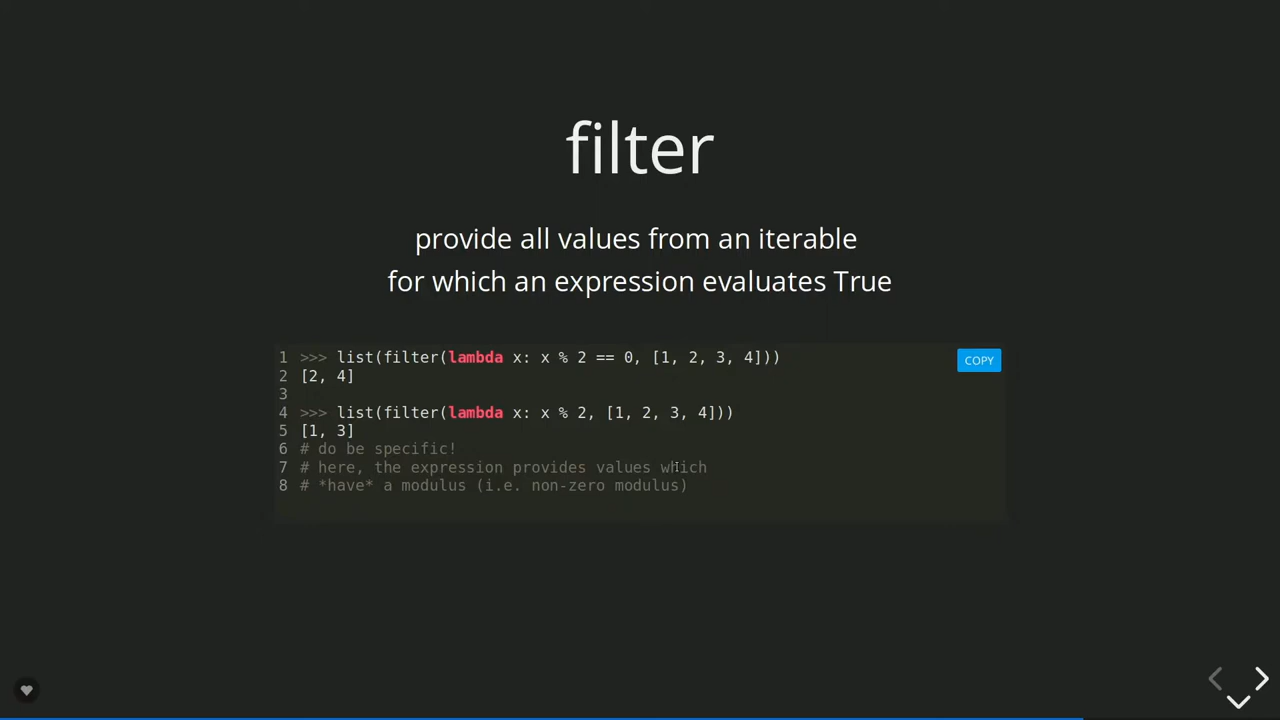 filter
provide all values from an iterable
for which an expression evaluates True
1 >>> list(filter(lambda x: x % 2 == 0, [1, 2, 3, 4]))
COPY
2 [2, 4]
3
4 >>> list(filter(lambda x: x % 2, [1, 2, 3, 4]))
5 [1, 3]
6 # do be specific!
7 # here, the expression provides values which
8 # *have* a modulus (i.e. non-zero modulus)